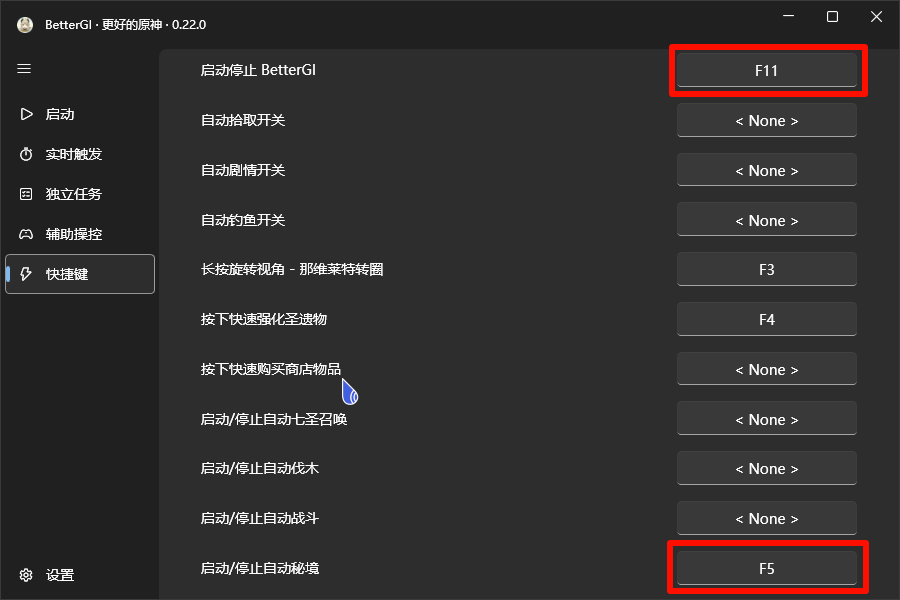 BetterGI · 更好的原神 · 0.22.0
启动停止 BetterGI
F11
启动
自动拾取开关
< None >
实时触发
自动剧情开关
< None >
独立任务
自动钓鱼开关
< None >
辅助操控
长按旋转视角 - 那维莱特转圈
F3
快捷键
按下快速强化圣遗物
F4
按下快速购买商店物品
< None >
启动/停止自动七圣召唤
< None >
启动/停止自动伐木
< None >
启动/停止自动战斗
< None >
启动/停止自动秘境
F5
设置